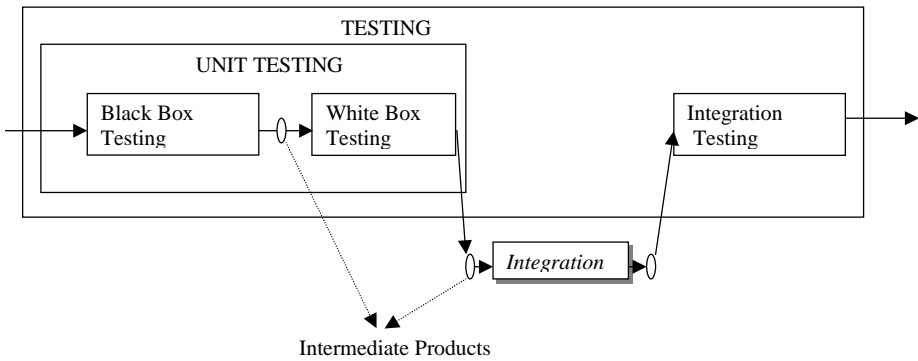 TESTING
UNIT TESTING
Black Box
Testing
White Box
Testing
Integration
Testing
Integration
Intermediate Products